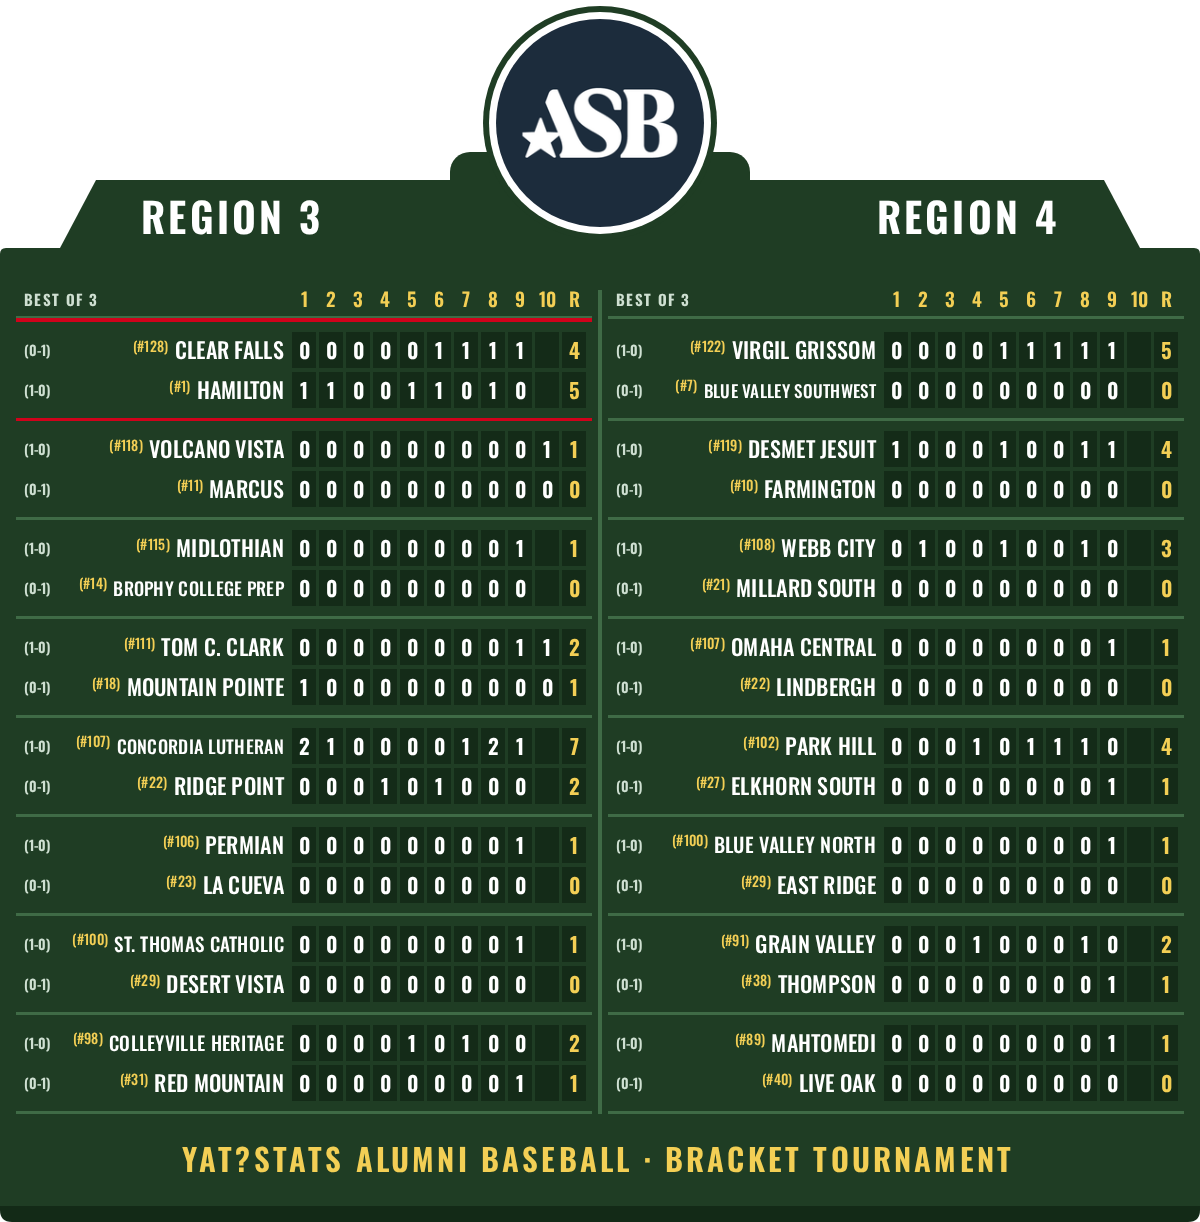 ASB
REGION 3
REGION 4
BEST OF 3 1 2 3 4 5 6 7 8 9 10 R
(0-1) (#128) CLEAR FALLS 0 0 0 0 0 1 1 1 1 4
(1-0) (#1) HAMILTON 1 1 0 0 1 1 0 1 0 5
(1-0) (#118) VOLCANO VISTA 0 0 0 0 0 0 0 0 0 1 1
(0-1) (#11) MARCUS 0 0 0 0 0 0 0 0 0 0 0
(1-0) (#115) MIDLOTHIAN 0 0 0 0 0 0 0 0 1 1
(0-1) (#14) BROPHY COLLEGE PREP 0 0 0 0 0 0 0 0 0 0
(1-0) (#111) TOM C. CLARK 0 0 0 0 0 0 0 0 1 1 2
(0-1) (#18) MOUNTAIN POINTE 1 0 0 0 0 0 0 0 0 0 1
(1-0) (#107) CONCORDIA LUTHERAN 2 1 0 0 0 0 1 2 1 7
(0-1) (#22) RIDGE POINT 0 0 0 1 0 1 0 0 0 2
(1-0) (#106) PERMIAN 0 0 0 0 0 0 0 0 1 1
(0-1) (#23) LA CUEVA 0 0 0 0 0 0 0 0 0 0
(1-0) (#100) ST. THOMAS CATHOLIC 0 0 0 0 0 0 0 0 1 1
(0-1) (#29) DESERT VISTA 0 0 0 0 0 0 0 0 0 0
(1-0) (#98) COLLEYVILLE HERITAGE 0 0 0 0 1 0 1 0 0 2
(0-1) (#31) RED MOUNTAIN 0 0 0 0 0 0 0 0 1 1
BEST OF 3 1 2 3 4 5 6 7 8 9 10 R
(1-0) (#122) VIRGIL GRISSOM 0 0 0 0 1 1 1 1 1 5
(0-1) (#7) BLUE VALLEY SOUTHWEST 0 0 0 0 0 0 0 0 0 0
(1-0) (#119) DESMET JESUIT 1 0 0 0 1 0 0 1 1 4
(0-1) (#10) FARMINGTON 0 0 0 0 0 0 0 0 0 0
(1-0) (#108) WEBB CITY 0 1 0 0 1 0 0 1 0 3
(0-1) (#21) MILLARD SOUTH 0 0 0 0 0 0 0 0 0 0
(1-0) (#107) OMAHA CENTRAL 0 0 0 0 0 0 0 0 1 1
(0-1) (#22) LINDBERGH 0 0 0 0 0 0 0 0 0 0
(1-0) (#102) PARK HILL 0 0 0 1 0 1 1 1 0 4
(0-1) (#27) ELKHORN SOUTH 0 0 0 0 0 0 0 0 1 1
(1-0) (#100) BLUE VALLEY NORTH 0 0 0 0 0 0 0 0 1 1
(0-1) (#29) EAST RIDGE 0 0 0 0 0 0 0 0 0 0
(1-0) (#91) GRAIN VALLEY 0 0 0 1 0 0 0 1 0 2
(0-1) (#38) THOMPSON 0 0 0 0 0 0 0 0 1 1
(1-0) (#89) MAHTOMEDI 0 0 0 0 0 0 0 0 1 1
(0-1) (#40) LIVE OAK 0 0 0 0 0 0 0 0 0 0
YAT?STATS ALUMNI BASEBALL · BRACKET TOURNAMENT